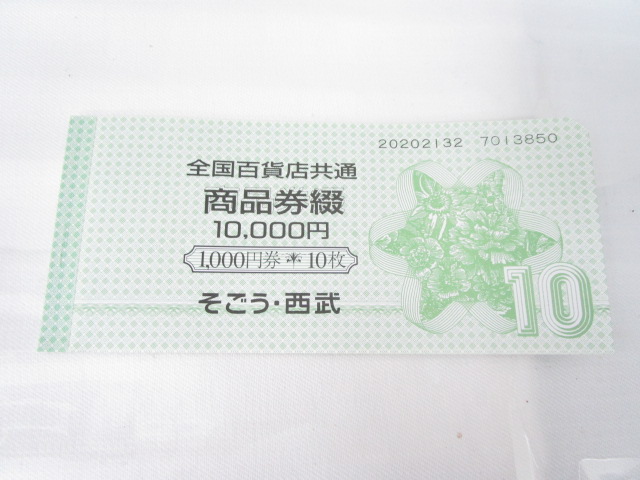 20202132 7013850
全国百貨店共通
商品券綴
10,000円
1,000円券＊10枚
そごう・西武
10